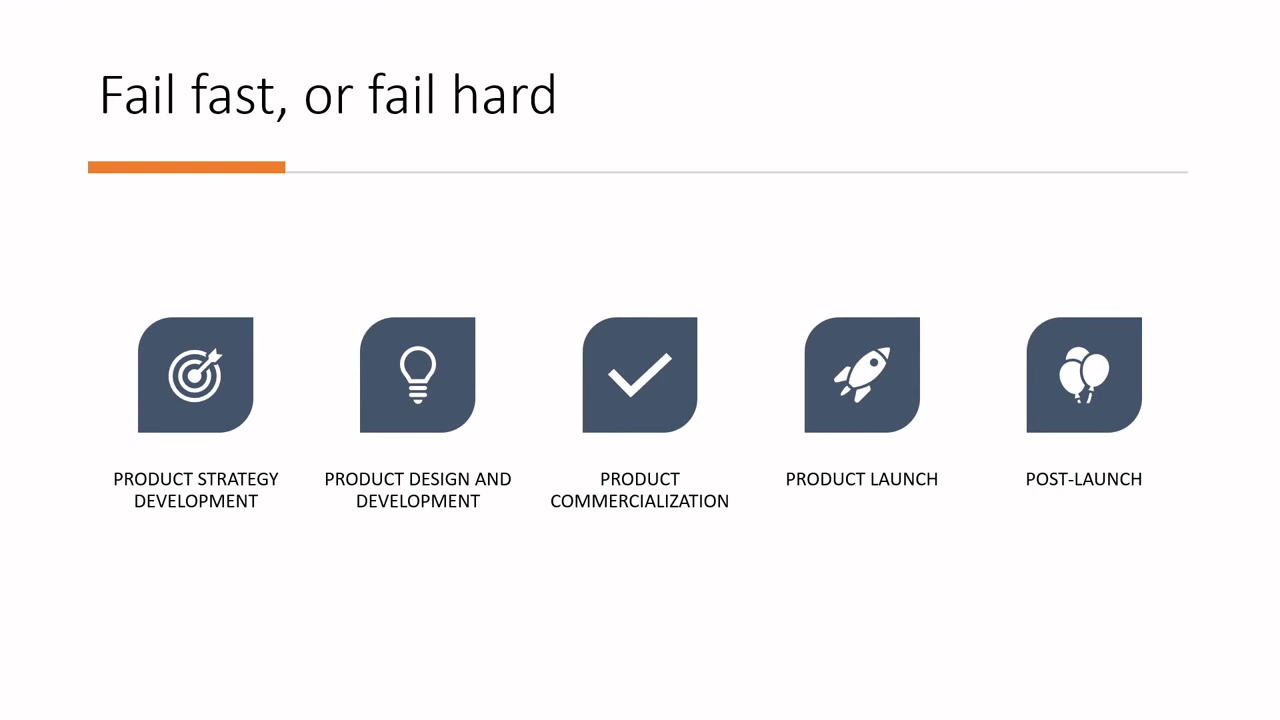 Fail fast, or fail hard
PRODUCT STRATEGY
DEVELOPMENT
PRODUCT DESIGN AND
DEVELOPMENT
PRODUCT
COMMERCIALIZATION
PRODUCT LAUNCH
POST-LAUNCH